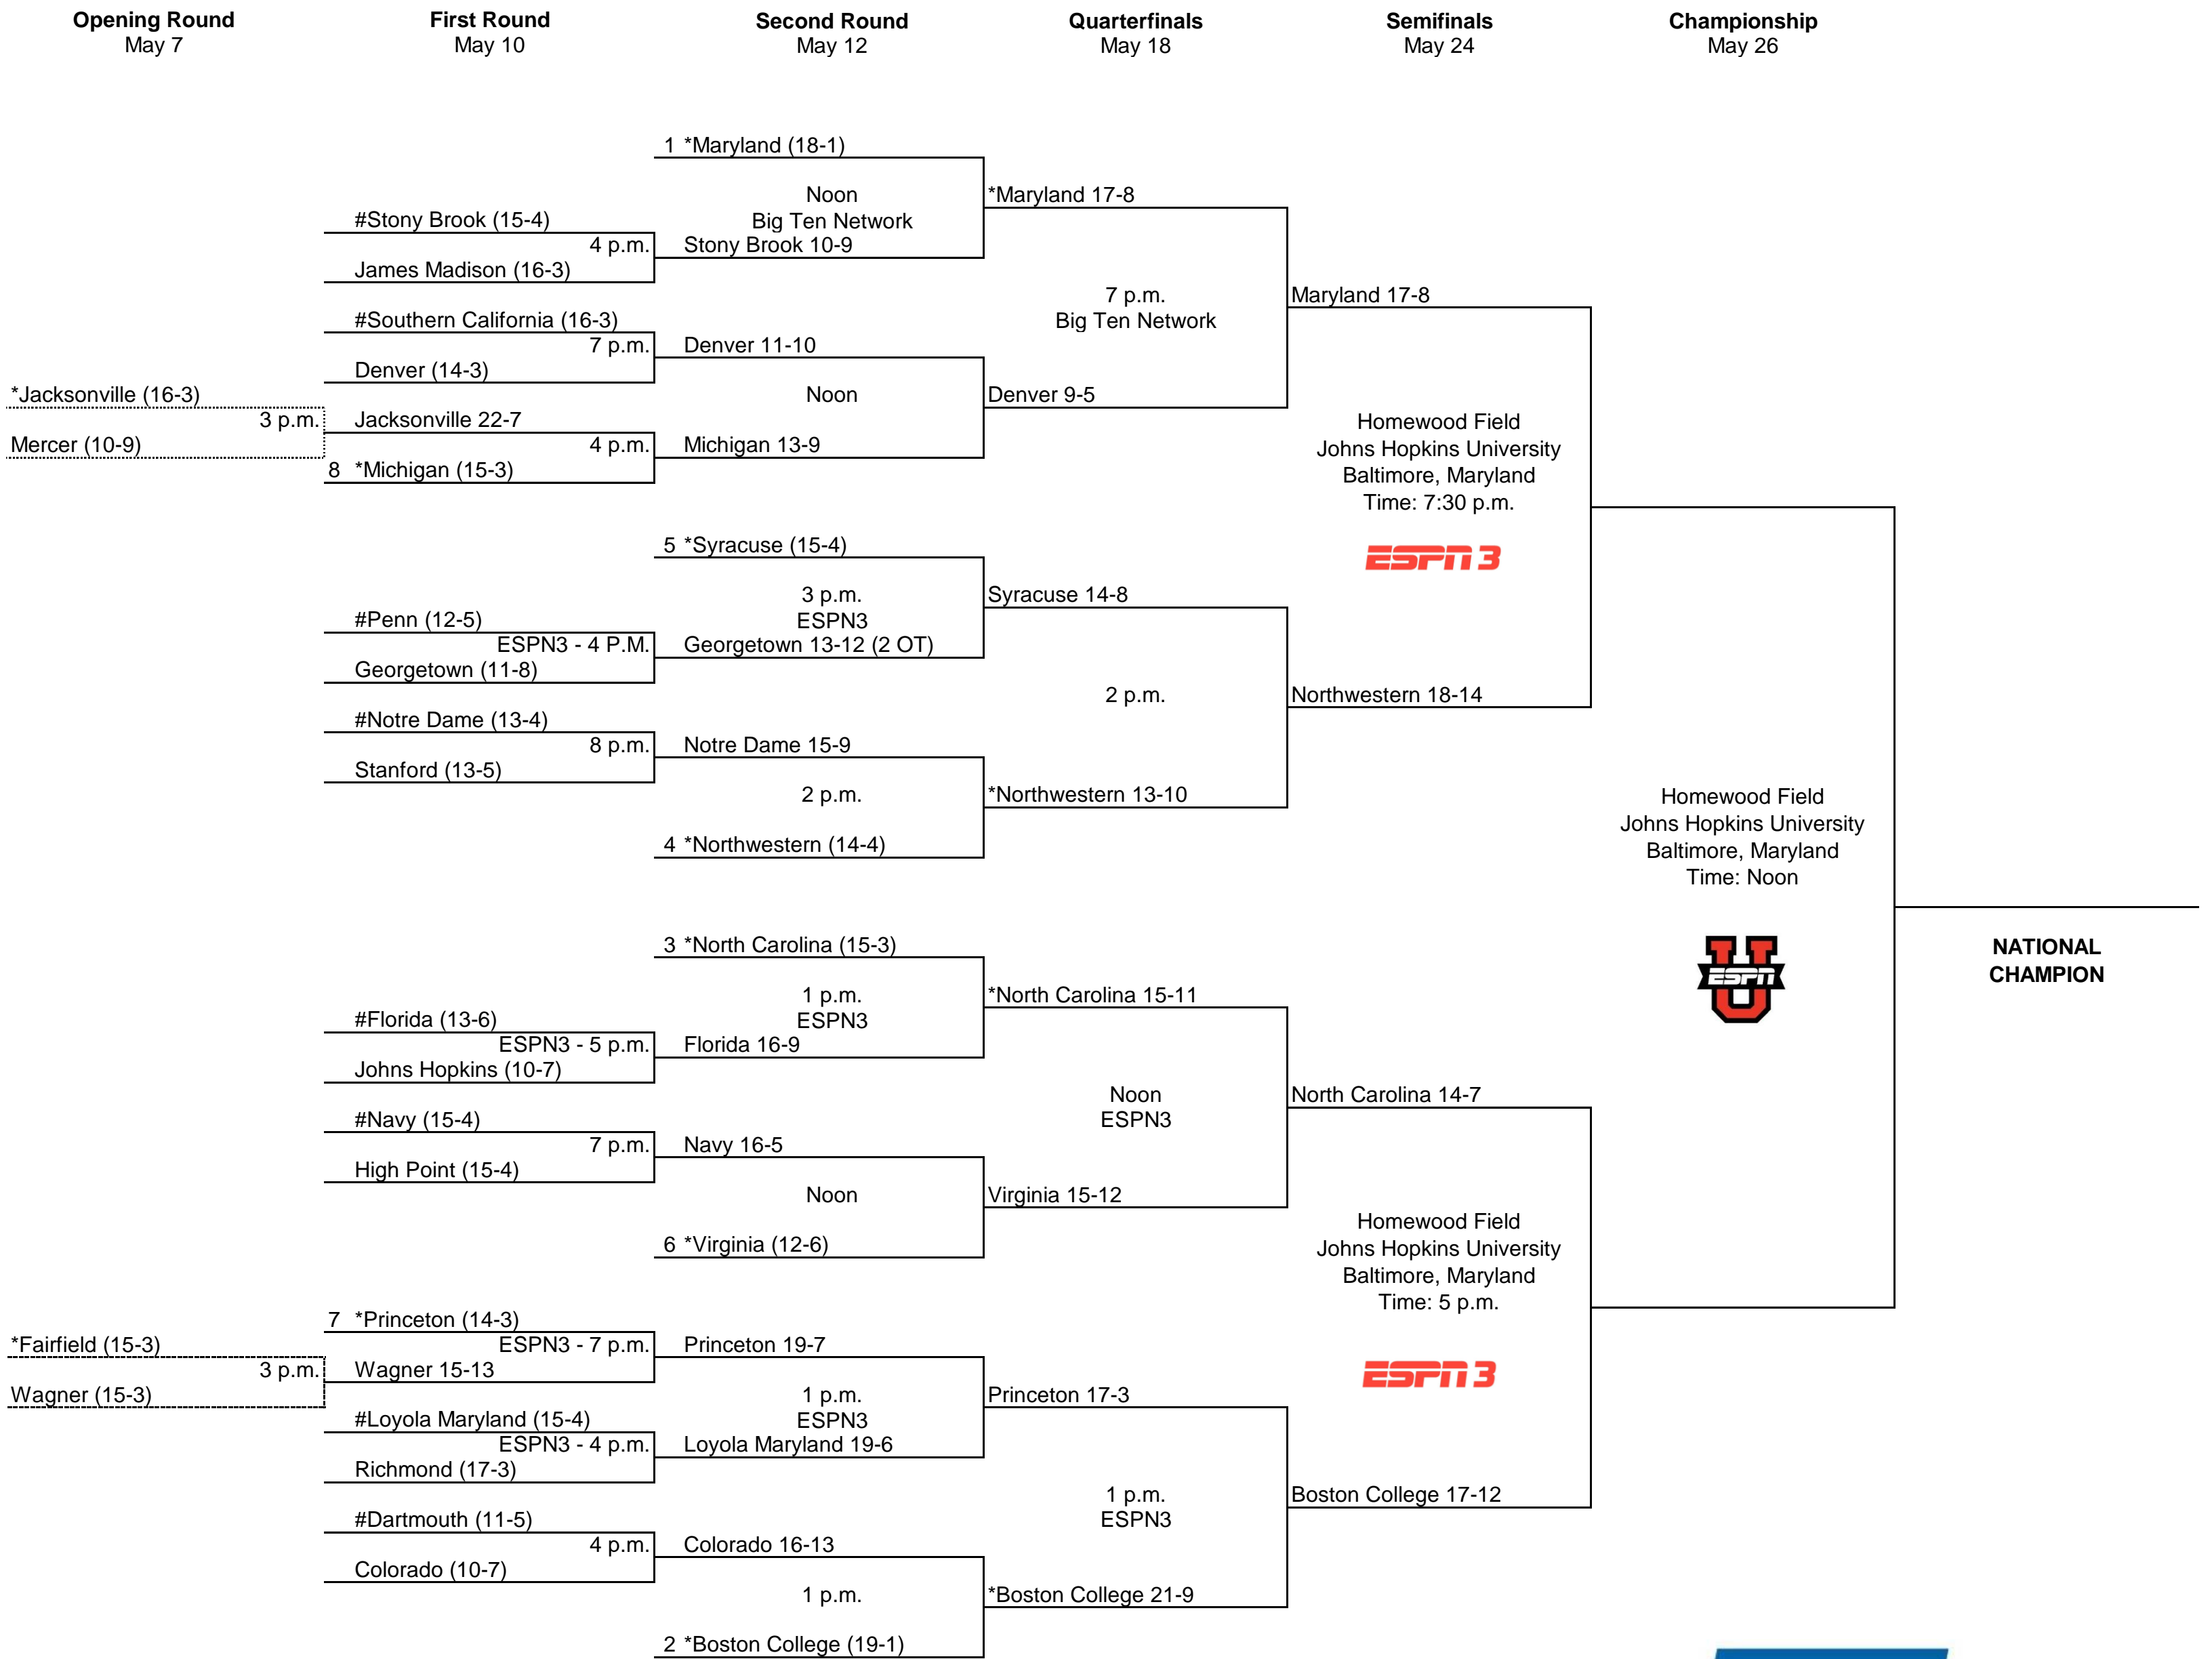 Opening Round
May 7
First Round
May 10
Second Round
May 12
Quarterfinals
May 18
Semifinals
May 24
Championship
May 26
*Jacksonville (16-3)
3 p.m.
Mercer (10-9)
*Fairfield (15-3)
3 p.m.
Wagner (15-3)
#Stony Brook (15-4)
4 p.m.
James Madison (16-3)
#Southern California (16-3)
7 p.m.
Denver (14-3)
Jacksonville 22-7
4 p.m.
8 *Michigan (15-3)
#Penn (12-5)
ESPN3 - 4 P.M.
Georgetown (11-8)
#Notre Dame (13-4)
8 p.m.
Stanford (13-5)
#Florida (13-6)
ESPN3 - 5 p.m.
Johns Hopkins (10-7)
#Navy (15-4)
7 p.m.
High Point (15-4)
7 *Princeton (14-3)
ESPN3 - 7 p.m.
Wagner 15-13
#Loyola Maryland (15-4)
ESPN3 - 4 p.m.
Richmond (17-3)
#Dartmouth (11-5)
4 p.m.
Colorado (10-7)
1 *Maryland (18-1)
Noon
Big Ten Network
Stony Brook 10-9
Denver 11-10
Noon
Michigan 13-9
5 *Syracuse (15-4)
3 p.m.
ESPN3
Georgetown 13-12 (2 OT)
Notre Dame 15-9
2 p.m.
4 *Northwestern (14-4)
3 *North Carolina (15-3)
1 p.m.
ESPN3
Florida 16-9
Navy 16-5
Noon
6 *Virginia (12-6)
Princeton 19-7
1 p.m.
ESPN3
Loyola Maryland 19-6
Colorado 16-13
1 p.m.
2 *Boston College (19-1)
*Maryland 17-8
7 p.m.
Big Ten Network
Denver 9-5
Syracuse 14-8
2 p.m.
*Northwestern 13-10
*North Carolina 15-11
Noon
ESPN3
Virginia 15-12
Princeton 17-3
1 p.m.
ESPN3
*Boston College 21-9
Maryland 17-8
Homewood Field
Johns Hopkins University
Baltimore, Maryland
Time: 7:30 p.m.
ESPN 3
Northwestern 18-14
North Carolina 14-7
Homewood Field
Johns Hopkins University
Baltimore, Maryland
Time: 5 p.m.
ESPN 3
Boston College 17-12
Homewood Field
Johns Hopkins University
Baltimore, Maryland
Time: Noon
U
ESPN
NATIONAL
CHAMPION